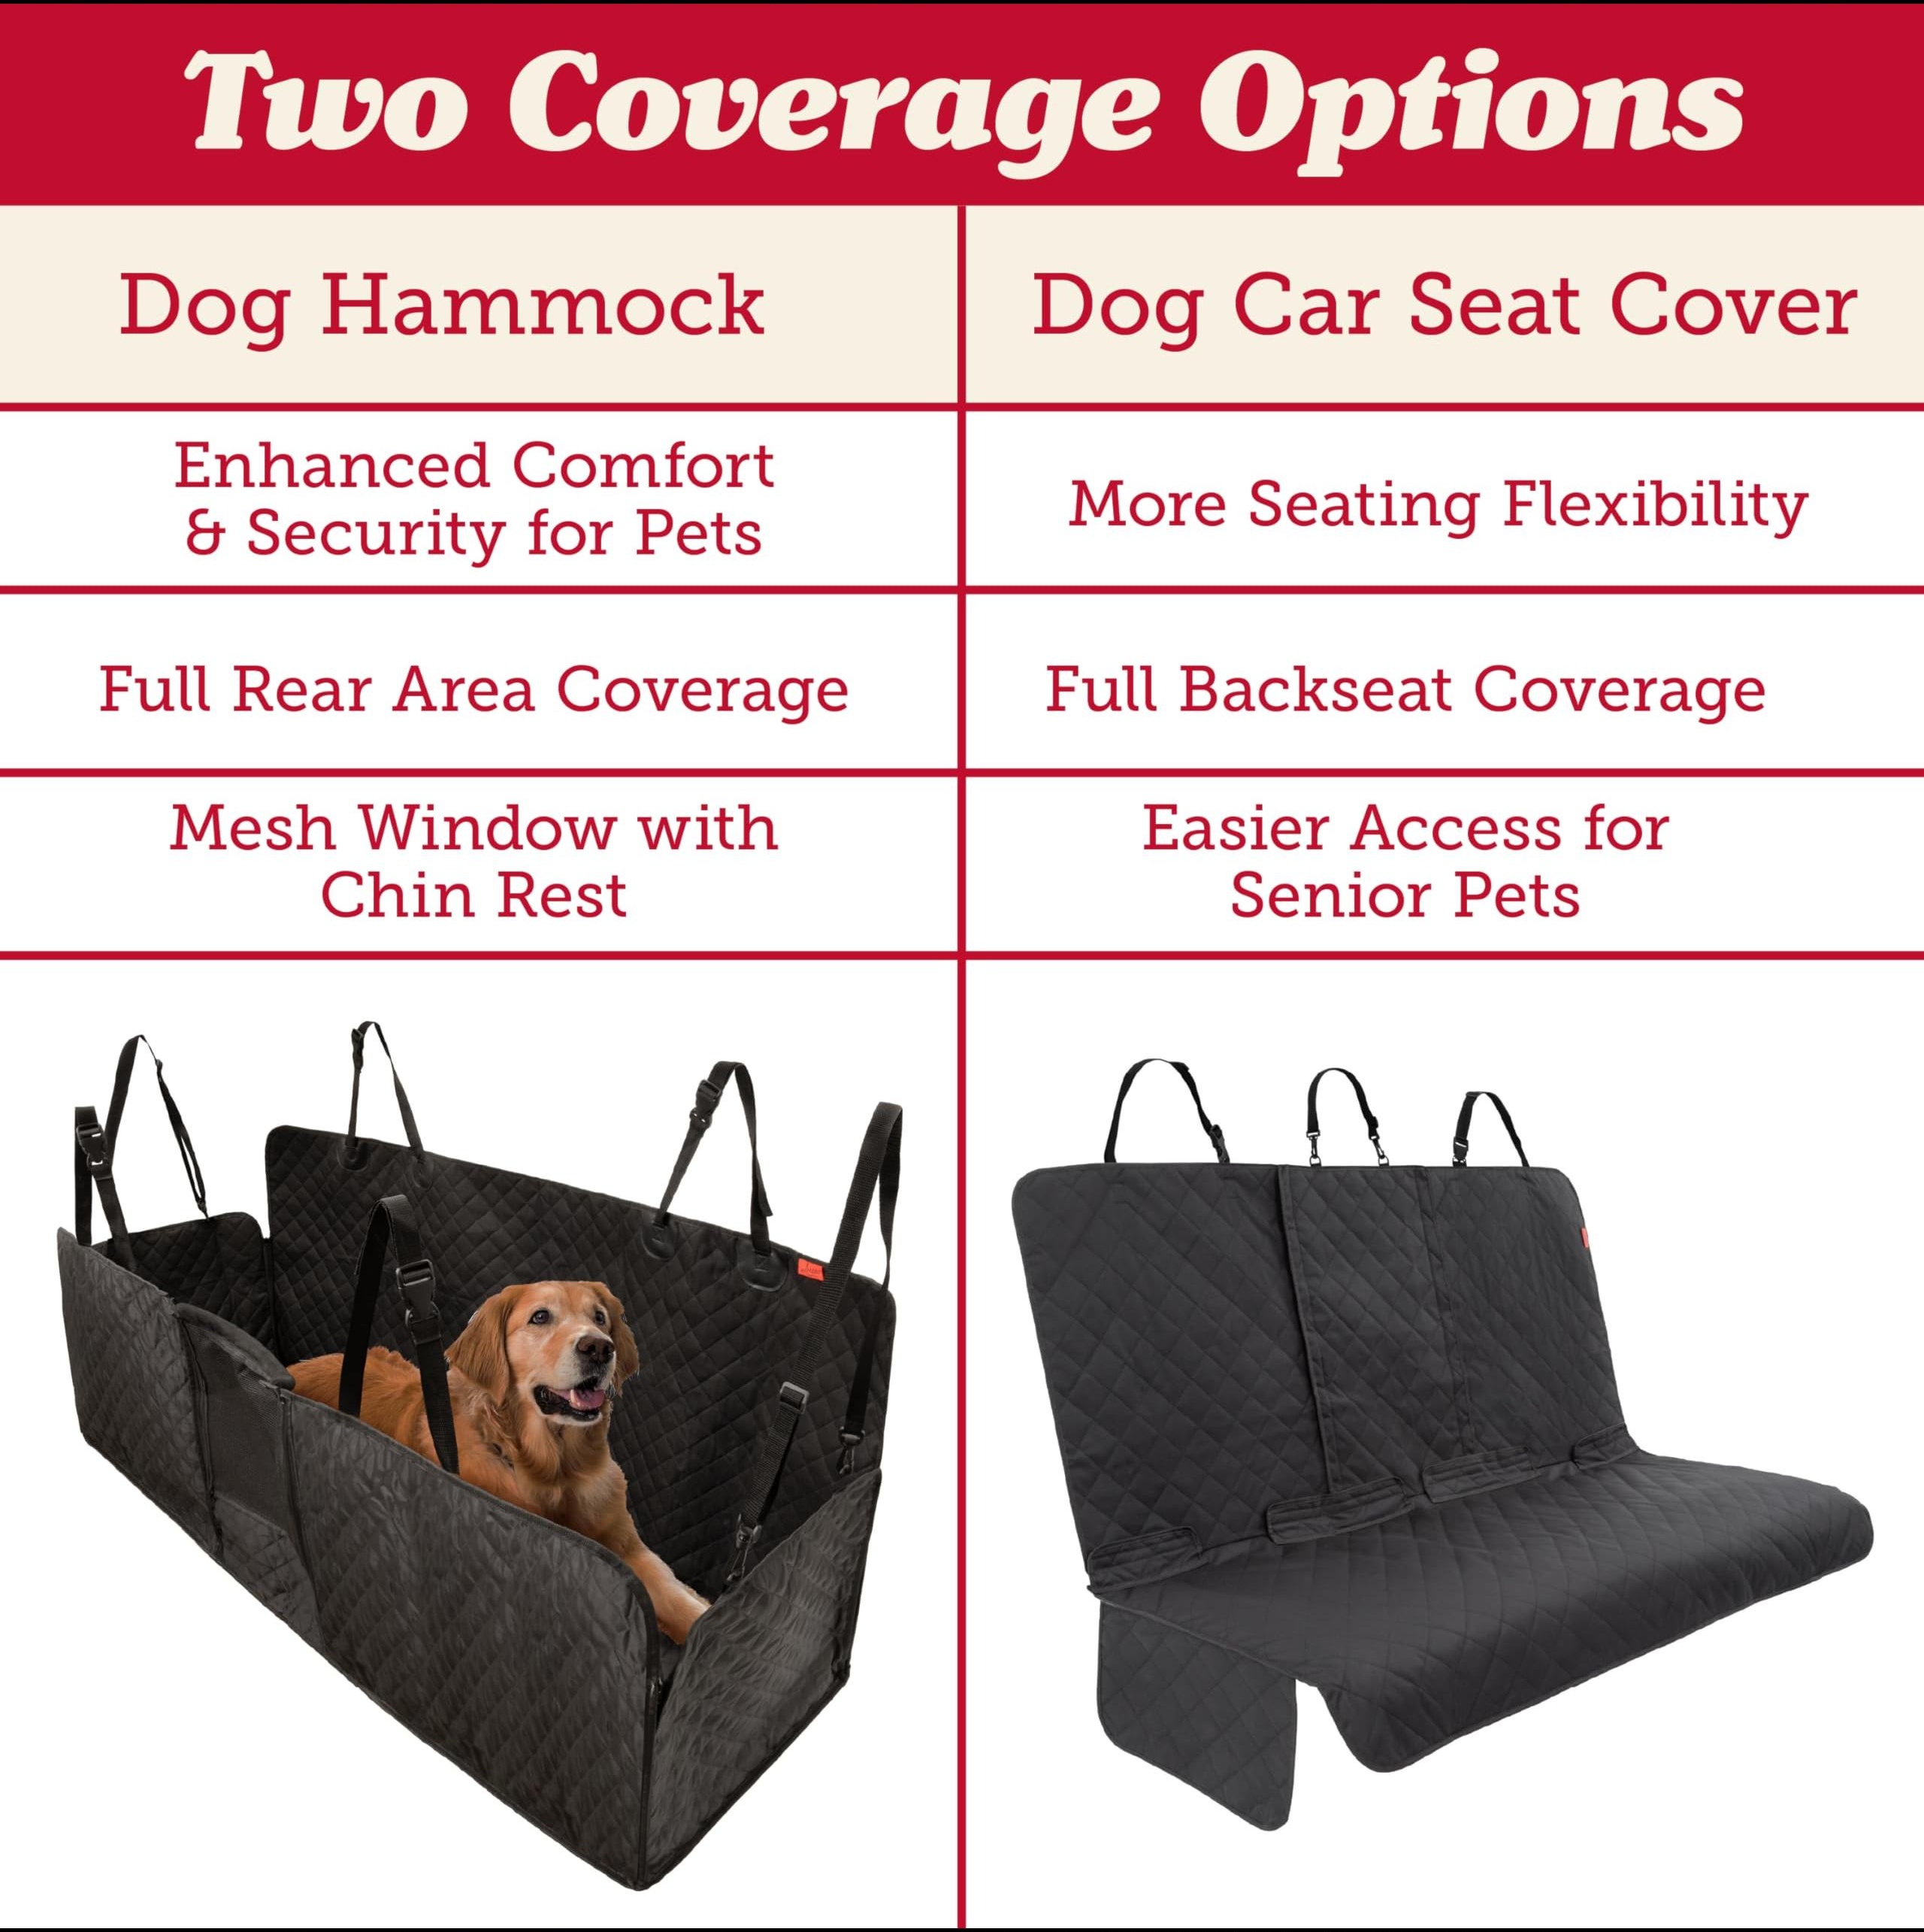 Two Coverage Options
Dog Hammock
Dog Car Seat Cover
Enhanced Comfort
& Security for Pets
More Seating Flexibility
Full Rear Area Coverage
Full Backseat Coverage
Mesh Window with
Chin Rest
Easier Access for
Senior Pets